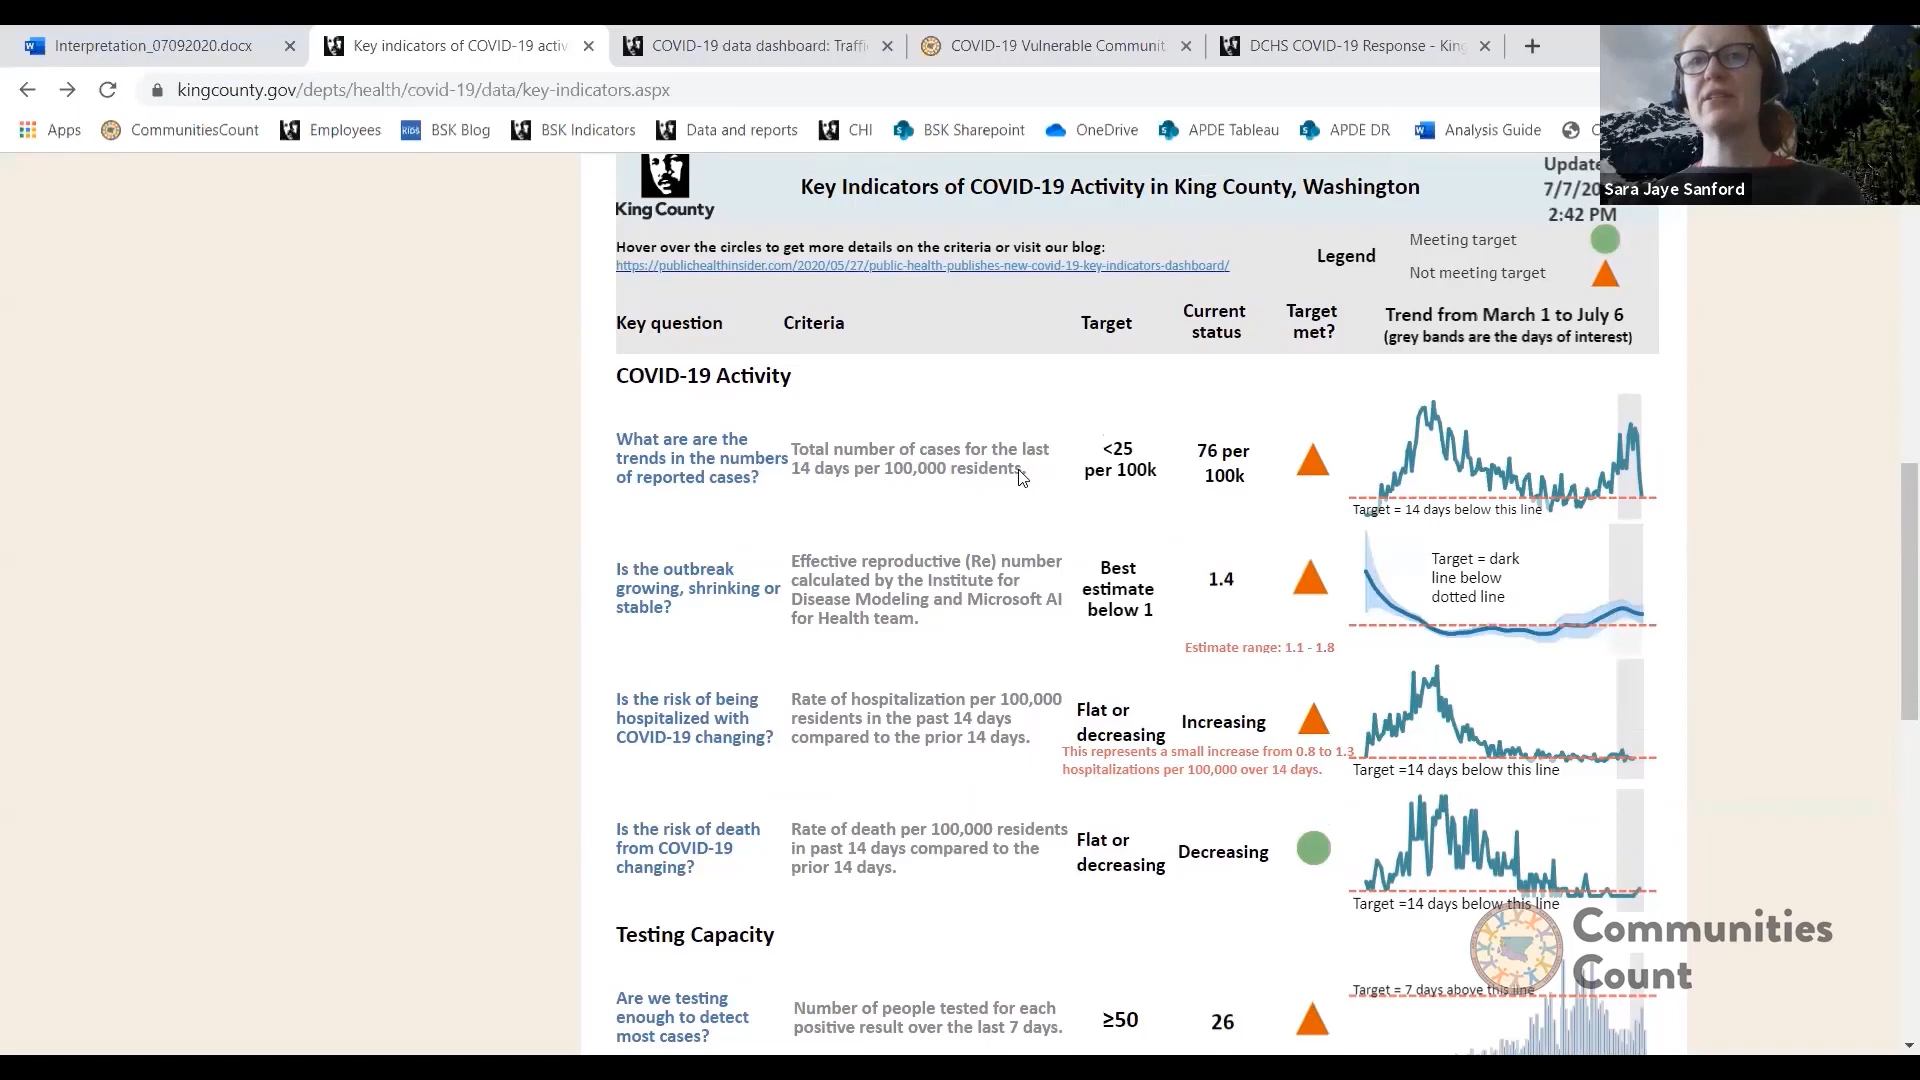 Interpretation_07092020.docx
Key indicators of COVID-19 activ
COVID-19 data dashboard: Traffi
COVID-19 Vulnerable Communit
DCHS COVID-19 Response - King
kingcounty.gov/depts/health/covid-19/data/key-indicators.aspx
Apps
CommunitiesCount
Employees
KIDS
BSK Blog
BSK Indicators
Data and reports
CHI
BSK Sharepoint
OneDrive
APDE Tableau
APDE DR
Analysis Guide
Sara Jaye Sanford
King County
Key Indicators of COVID-19 Activity in King County, Washington
Update
7/7/20
2:42 PM
Hover over the circles to get more details on the criteria or visit our blog:
https://publichealthinsider.com/2020/05/27/public-health-publishes-new-covid-19-key-indicators-dashboard/
Legend
Meeting target
Not meeting target
Key question
Criteria
Target
Current
status
Target
met?
Trend from March 1 to July 6
(grey bands are the days of interest)
COVID-19 Activity
What are are the
trends in the numbers
of reported cases?
Total number of cases for the last
14 days per 100,000 residents.
<25
per 100k
76 per
100k
Target = 14 days below this line
Is the outbreak
growing, shrinking or
stable?
Effective reproductive (Re) number
calculated by the Institute for
Disease Modeling and Microsoft AI
for Health team.
Best
estimate
below 1
1.4
Estimate range: 1.1 - 1.8
Target = dark
line below
dotted line
Is the risk of being
hospitalized with
COVID-19 changing?
Rate of hospitalization per 100,000
residents in the past 14 days
compared to the prior 14 days.
Flat or
decreasing
Increasing
This represents a small increase from 0.8 to 1.3
hospitalizations per 100,000 over 14 days.
Target =14 days below this line
Is the risk of death
from COVID-19
changing?
Rate of death per 100,000 residents
in past 14 days compared to the
prior 14 days.
Flat or
decreasing
Decreasing
Target =14 days below this line
Testing Capacity
Are we testing
enough to detect
most cases?
Number of people tested for each
positive result over the last 7 days.
≥50
26
Target = 7 days above this line
Communities
Count